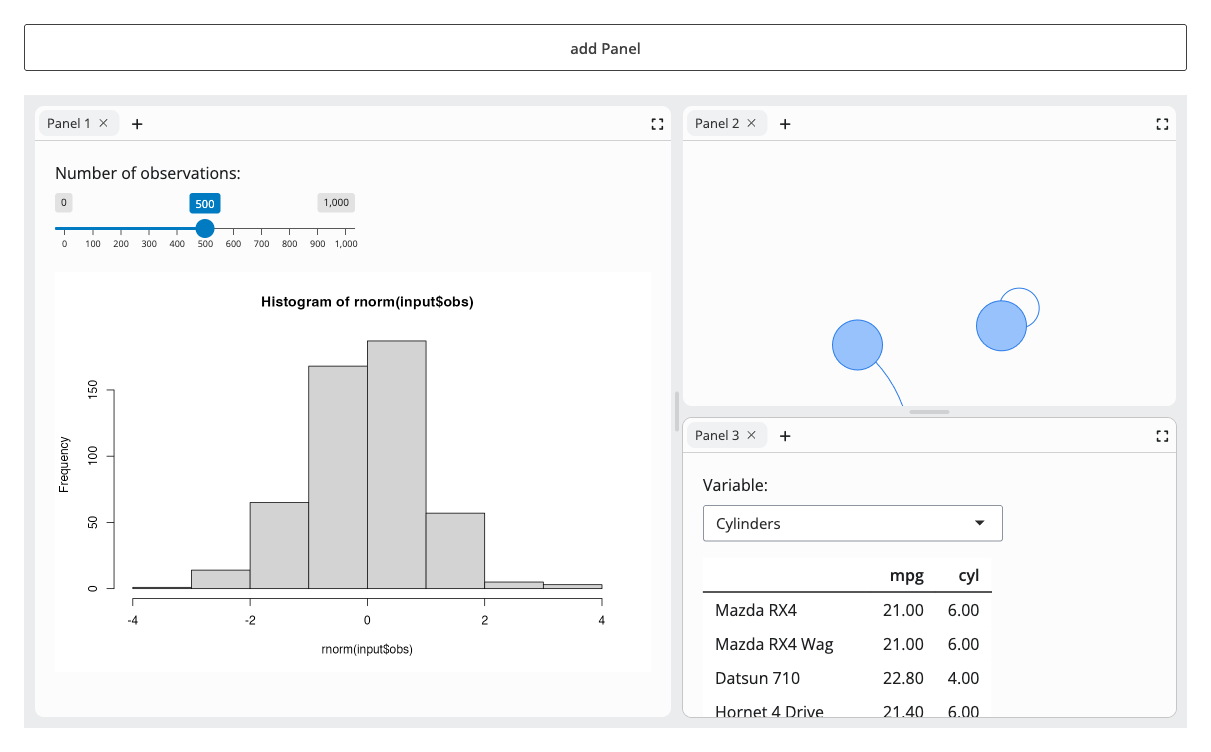 add Panel
Panel 1 × +
Number of observations:
0 500 1,000
0 100 200 300 400 500 600 700 800 900 1,000
Histogram of rnorm(input$obs)
Frequency
150
100
50
0
-4 -2 0 2 4
rnorm(input$obs)
Panel 2 × +
Panel 3 × +
Variable:
Cylinders
mpg cyl
Mazda RX4 21.00 6.00
Mazda RX4 Wag 21.00 6.00
Datsun 710 22.80 4.00
Hornet 4 Drive 21.40 6.00